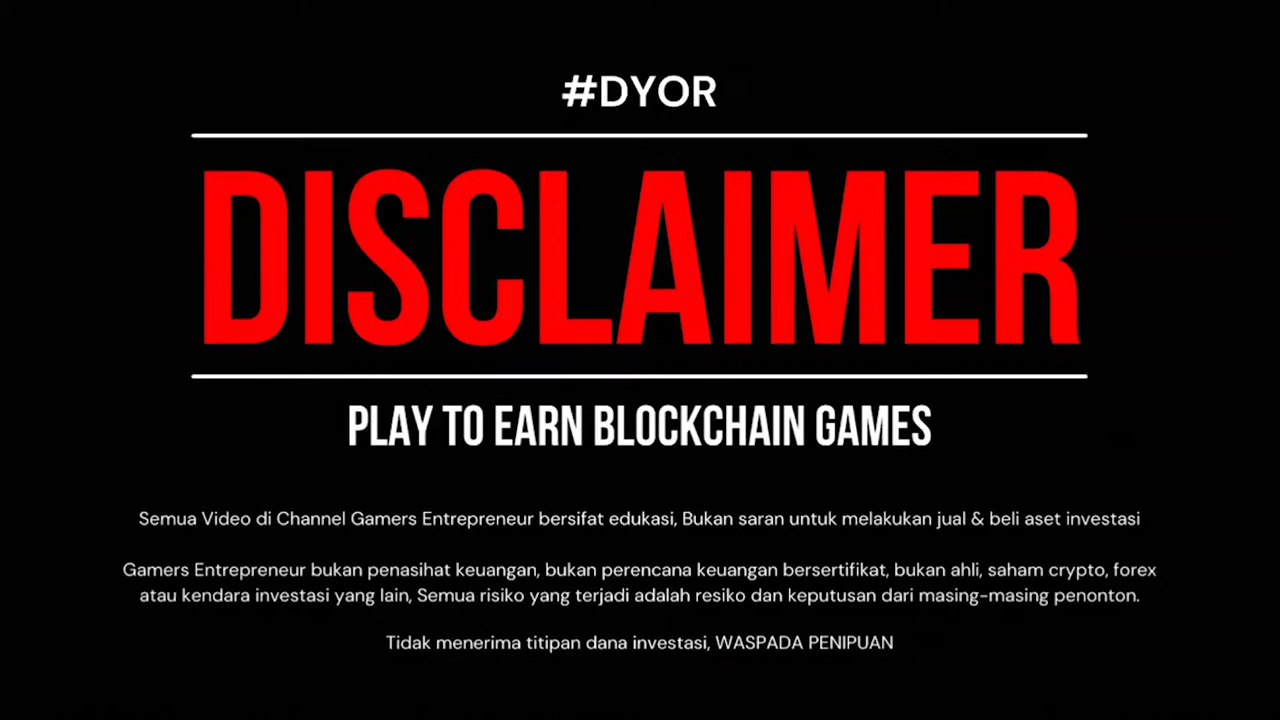 #DYOR
DISCLAIMER
PLAY TO EARN BLOCKCHAIN GAMES
Semua Video di Channel Gamers Entrepreneur bersifat edukasi, Bukan saran untuk melakukan jual & beli aset investasi
Gamers Entrepreneur bukan penasihat keuangan, bukan perencana keuangan bersertifikat, bukan ahli, saham crypto, forex
atau kendara investasi yang lain, Semua risiko yang terjadi adalah resiko dan keputusan dari masing-masing penonton.
Tidak menerima titipan dana investasi, WASPADA PENIPUAN